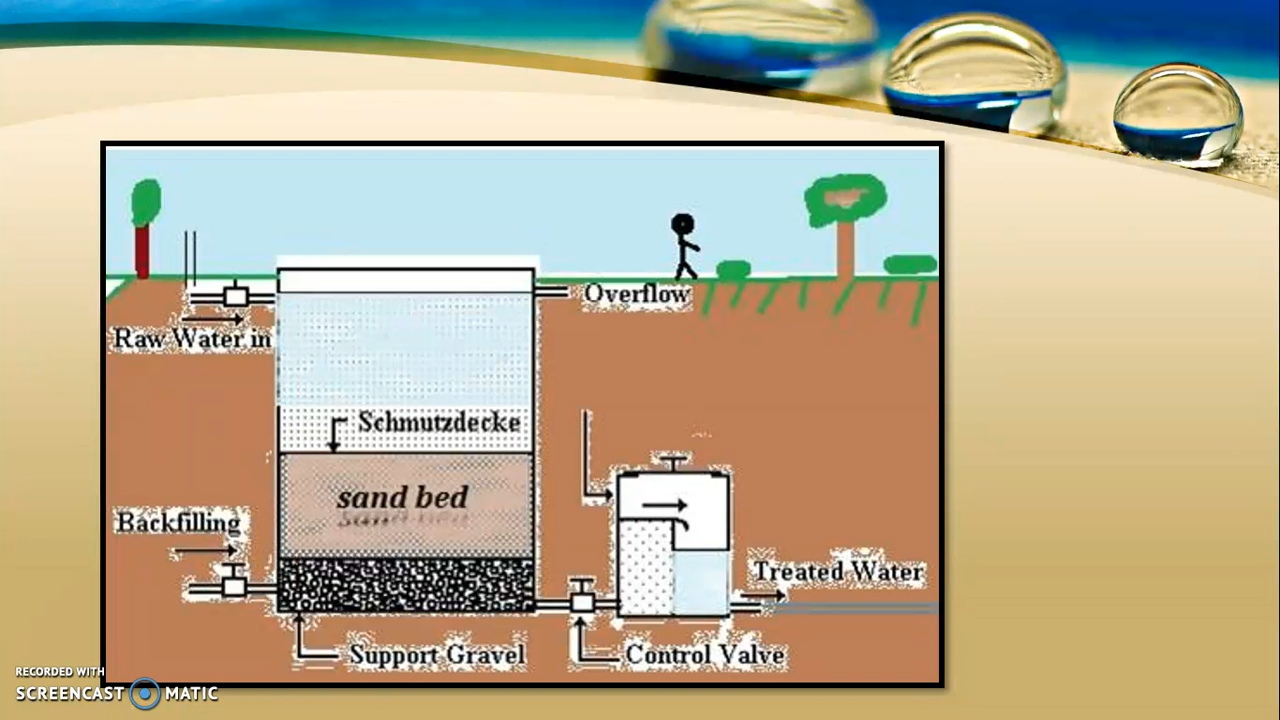 Overflow
Raw Water in
Schmutzdecke
sand bed
Backfilling
Treated Water
Support Gravel
Control Valve
RECORDED WITH
SCREENCAST MATIC